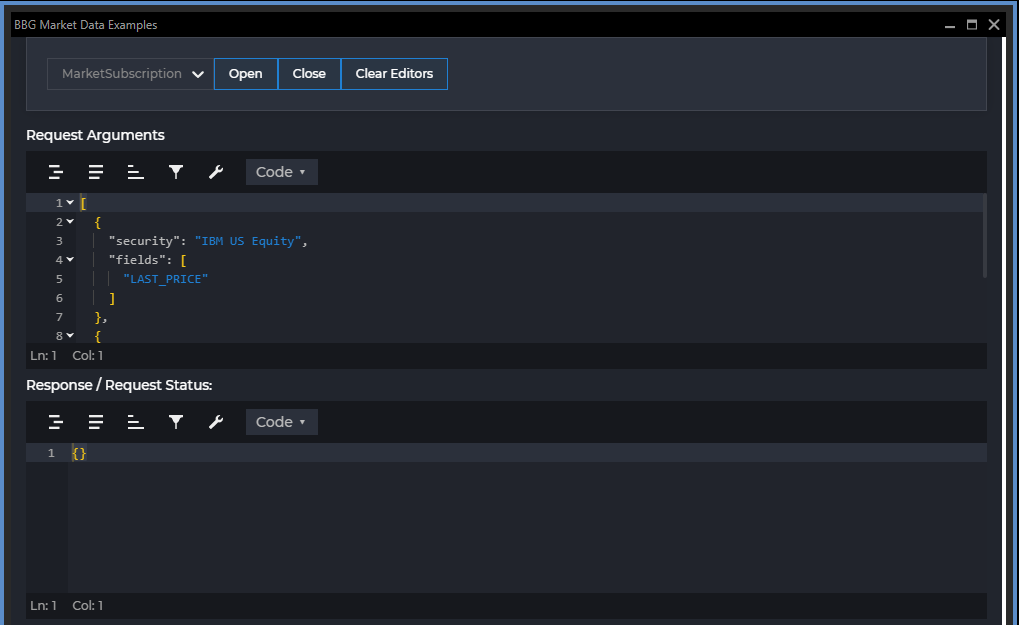 BBG Market Data Examples
MarketSubscription Open Close Clear Editors
Request Arguments
Code
1 [
2 {
3 "security": "IBM US Equity",
4 "fields": [
5 "LAST_PRICE"
6 ]
7 },
8 {
Ln: 1 Col: 1
Response / Request Status:
Code
1 {}
Ln: 1 Col: 1